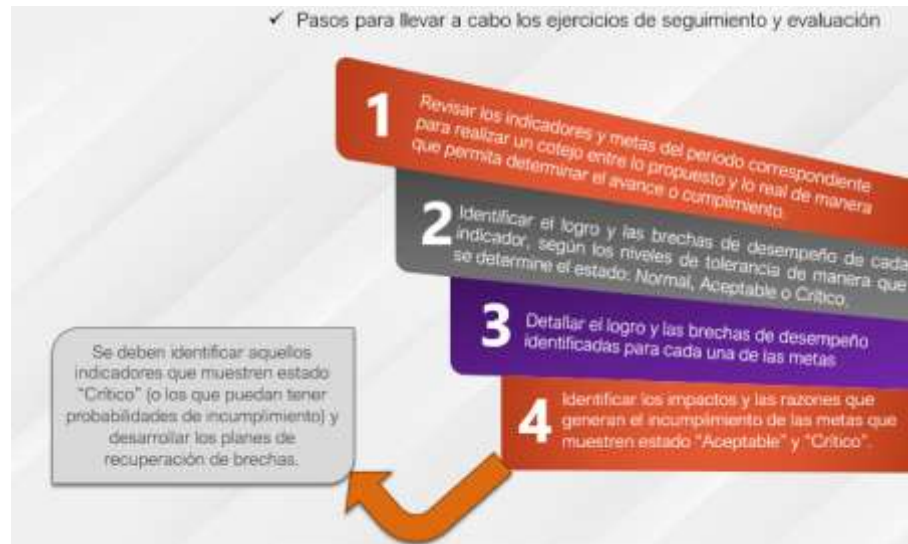 ✓ Pasos para llevar a cabo los ejercicios de seguimiento y evaluación
1
Revisar los indicadores y metas del periodo correspondiente
para realizar un cotejo entre lo propuesto y lo real de manera
que permita determinar el avance o cumplimiento.
2
Identificar el logro y las brechas de desempeño de cada
indicador, según los niveles de tolerancia de manera que
se determine el estado: Normal, Aceptable o Crítico.
3
Detallar el logro y las brechas de desempeño
identificadas para cada una de las metas
4
Identificar los impactos y las razones que
generan el incumplimiento de las metas que
muestren estado "Aceptable" y "Crítico".
Se deben identificar aquellos
indicadores que muestren estado
"Crítico" (o los que puedan tener
probabilidades de incumplimiento) y
desarrollar los planes de
recuperación de brechas.